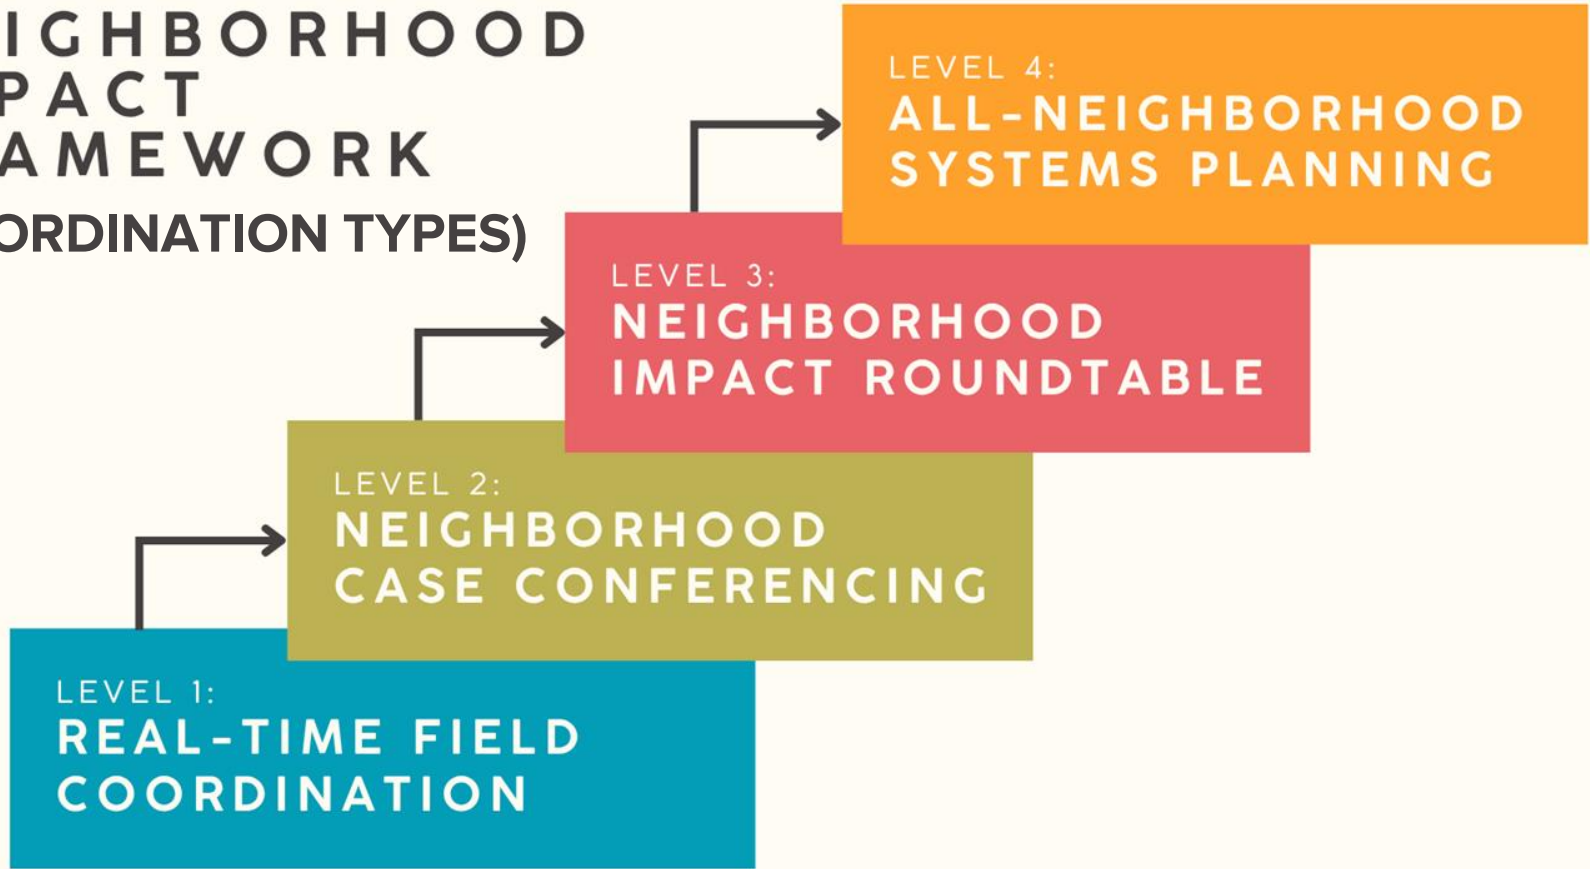 IGHBORHOOD
PACT
AMEWORK
ORDINATION TYPES)
LEVEL 4:
ALL-NEIGHBORHOOD
SYSTEMS PLANNING
LEVEL 3:
NEIGHBORHOOD
IMPACT ROUNDTABLE
LEVEL 2:
NEIGHBORHOOD
CASE CONFERENCING
LEVEL 1:
REAL-TIME FIELD
COORDINATION